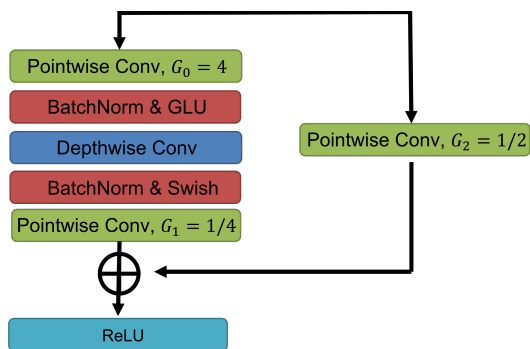 Pointwise Conv, G₀ = 4
BatchNorm & GLU
Depthwise Conv
BatchNorm & Swish
Pointwise Conv, G₁ = 1/4
Pointwise Conv, G₂ = 1/2
ReLU